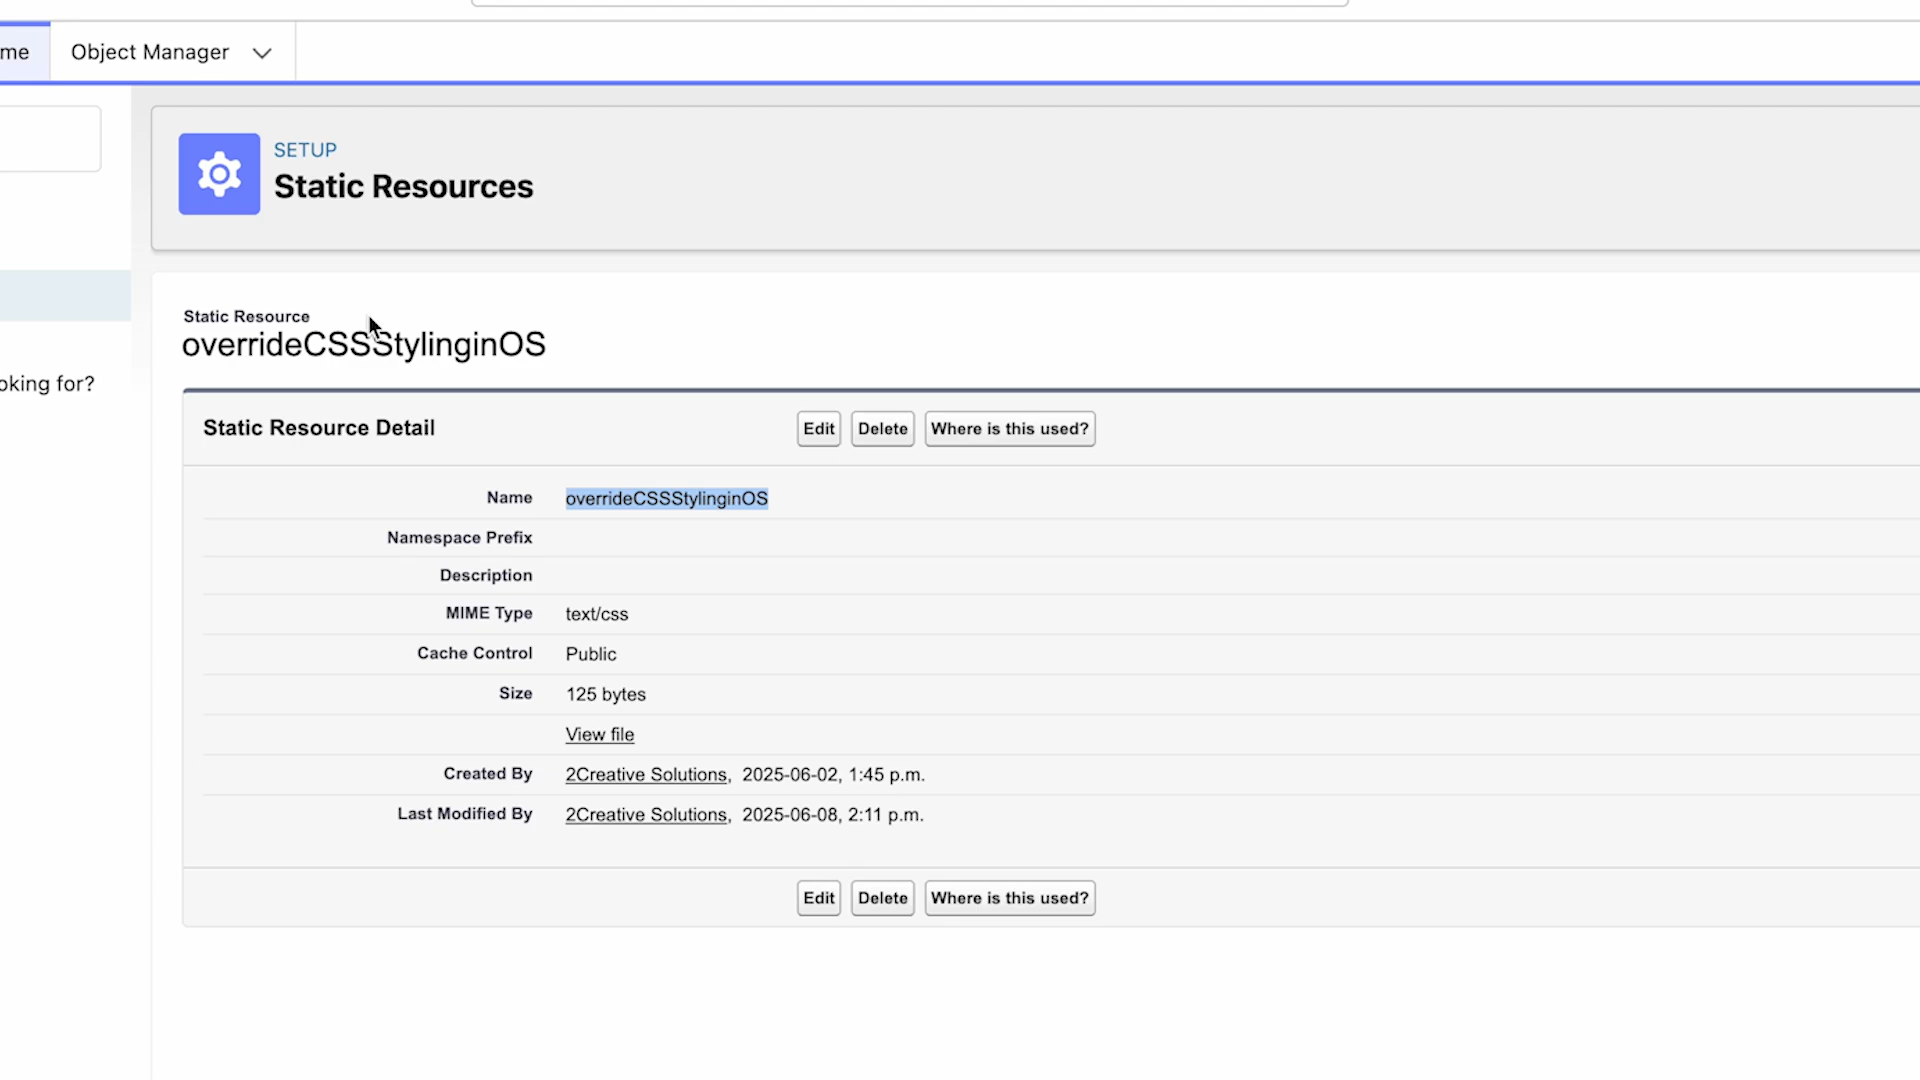 me
Object Manager
SETUP
Static Resources
Static Resource
overrideCSSStylinginOS
oking for?
Static Resource Detail
Edit
Delete
Where is this used?
Name overrideCSSStylinginOS
Namespace Prefix
Description
MIME Type text/css
Cache Control Public
Size 125 bytes
View file
Created By 2Creative Solutions, 2025-06-02, 1:45 p.m.
Last Modified By 2Creative Solutions, 2025-06-08, 2:11 p.m.
Edit
Delete
Where is this used?